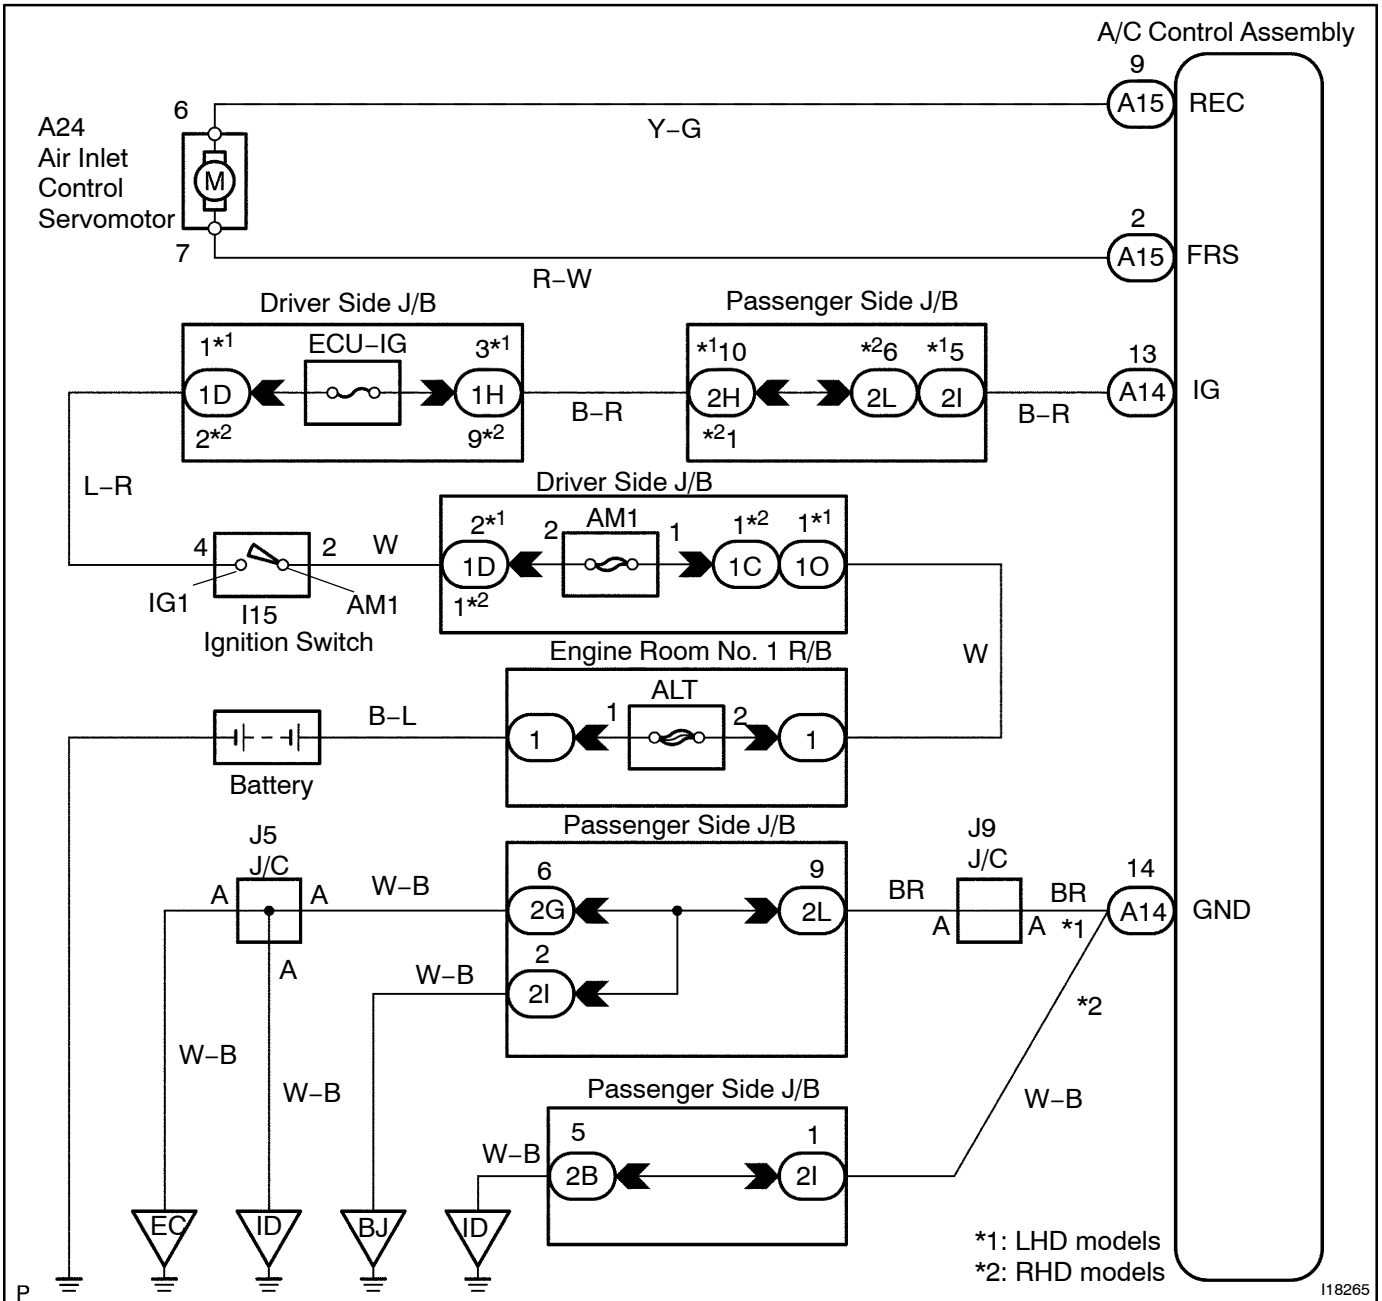 A/C Control Assembly
9
A15
REC
6
Y–G
A24
Air Inlet
Control
Servomotor
M
7
2
A15
FRS
R–W
Driver Side J/B
Passenger Side J/B
1*1
ECU–IG
3*1
*110
*26
*15
13
1D
1H
2H
2L
2I
A14
IG
B–R
B–R
2*2
9*2
*21
L–R
Driver Side J/B
2*1
2
AM1
1
1*2
1*1
4
2
W
1D
1C
1O
1*2
IG1
AM1
I15
Ignition Switch
Engine Room No. 1 R/B
W
ALT
B–L
1
1
2
1
Battery
Passenger Side J/B
J5
J/C
J9
J/C
A
A
W–B
6
9
BR
BR
14
2G
2L
A
A
*1
A14
GND
A
2
W–B
2I
*2
W–B
W–B
Passenger Side J/B
W–B
5
1
W–B
2B
2I
EC
ID
BJ
ID
*1: LHD models
*2: RHD models
P
I18265